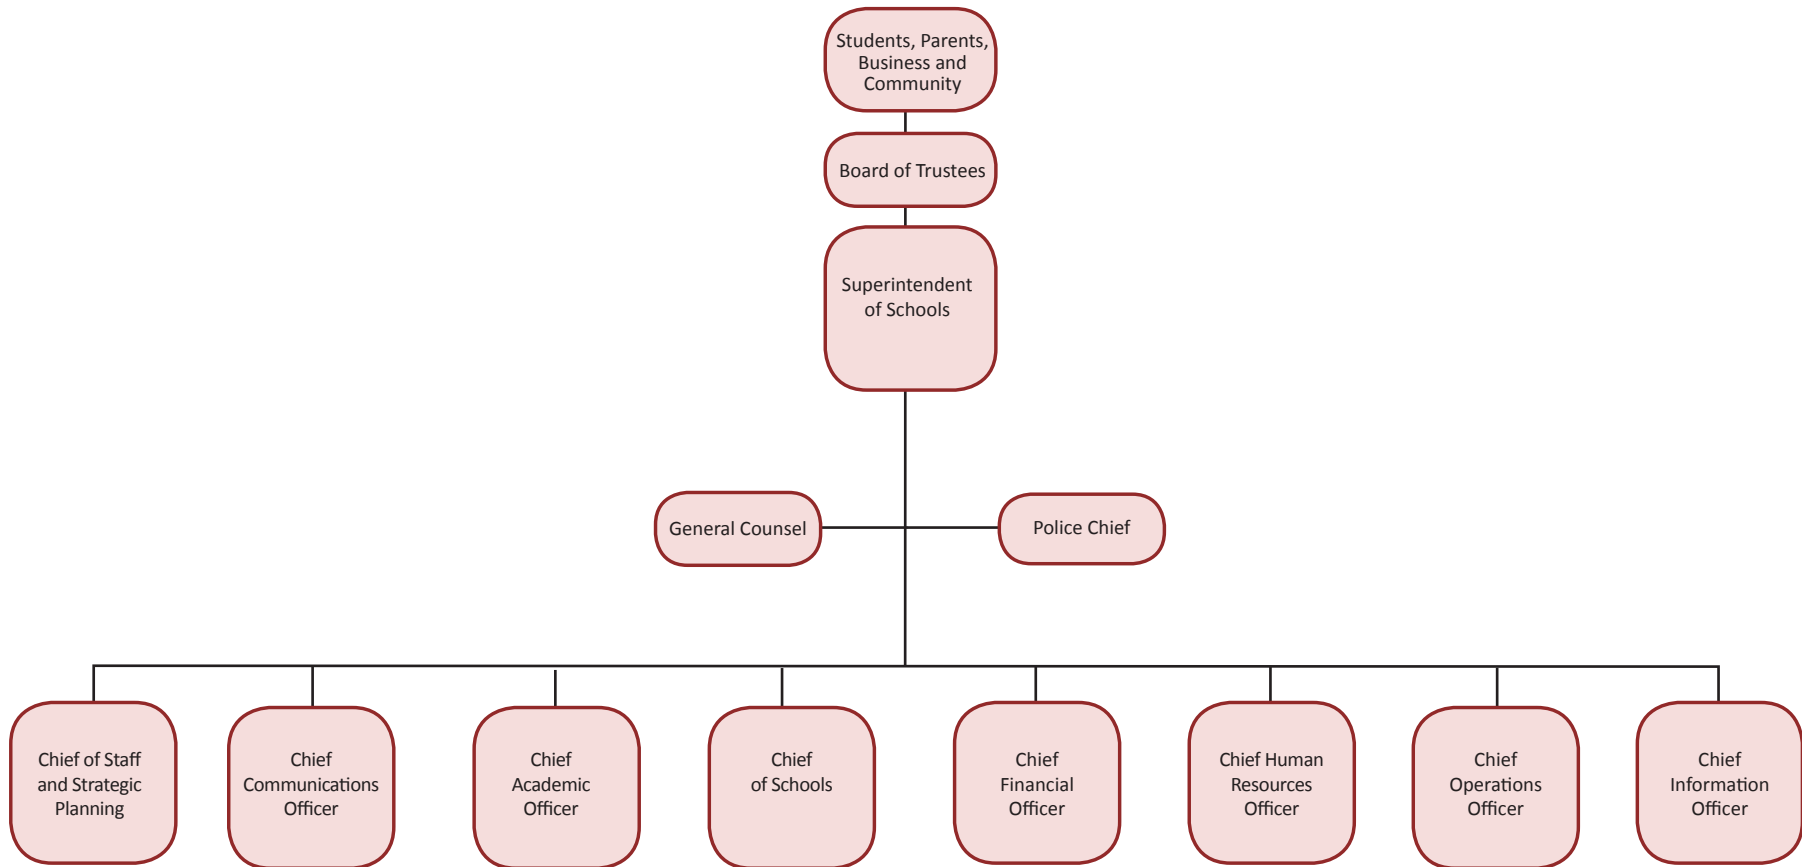 Students, Parents,
Business and
Community
Board of Trustees
Superintendent
of Schools
General Counsel
Police Chief
Chief of Staff
and Strategic
Planning
Chief
Communications
Officer
Chief
Academic
Officer
Chief
of Schools
Chief
Financial
Officer
Chief Human
Resources
Officer
Chief
Operations
Officer
Chief
Information
Officer